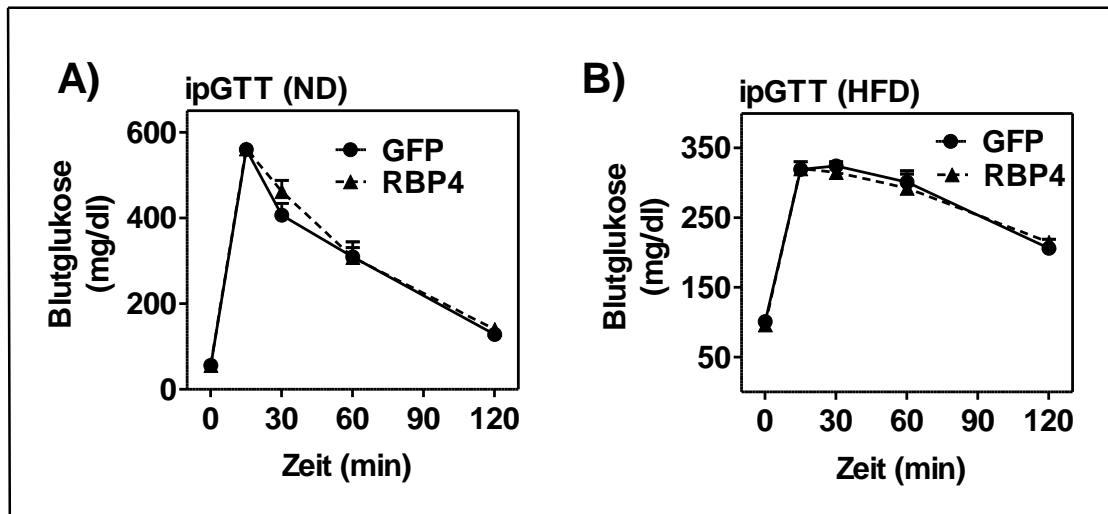 A)
ipGTT (ND)
GFP
RBP4
600
400
200
0
Blutglukose
(mg/dl)
0 30 60 90 120
Zeit (min)
B)
ipGTT (HFD)
GFP
RBP4
350
250
150
50
Blutglukose
(mg/dl)
0 30 60 90 120
Zeit (min)